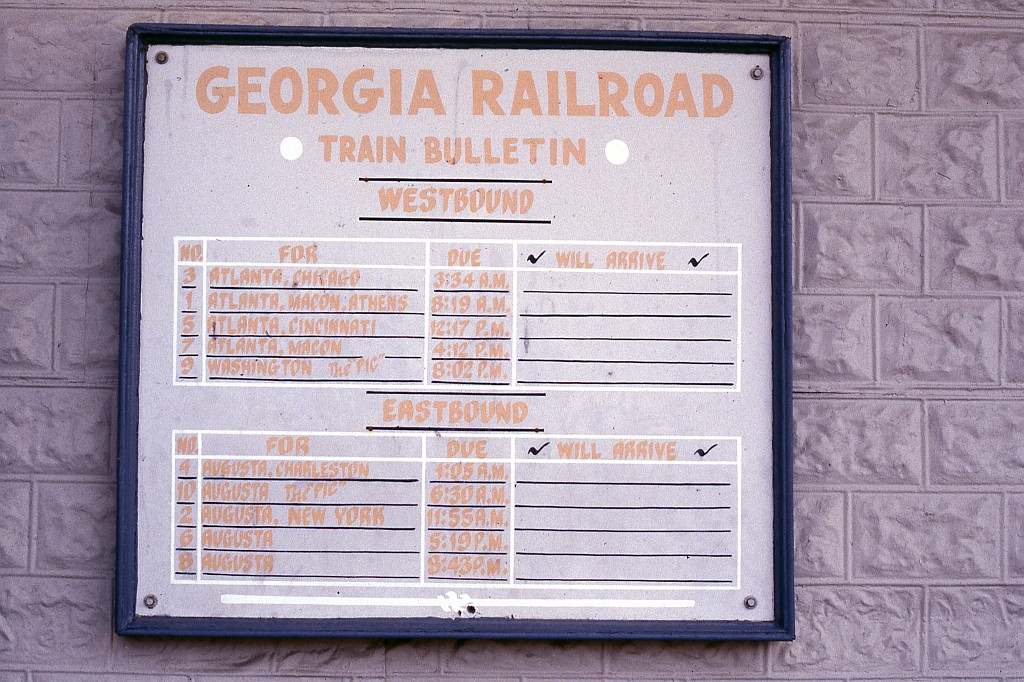 GEORGIA RAILROAD
TRAIN BULLETIN
WESTBOUND
NO. FOR DUE ✓ WILL ARRIVE ✓
3 ATLANTA, CHICAGO 3:34 A.M.
1 ATLANTA, MACON, ATHENS 8:19 A.M.
5 ATLANTA, CINCINNATI 12:17 P.M.
7 ATLANTA, MACON 4:12 P.M.
9 WASHINGTON The "PIC" 8:02 P.M.
EASTBOUND
NO. FOR DUE ✓ WILL ARRIVE ✓
4 AUGUSTA, CHARLESTON 1:05 A.M.
10 AUGUSTA The "PIC" 6:30 A.M.
2 AUGUSTA, NEW YORK 11:55 A.M.
6 AUGUSTA 5:19 P.M.
8 AUGUSTA 8:43 P.M.